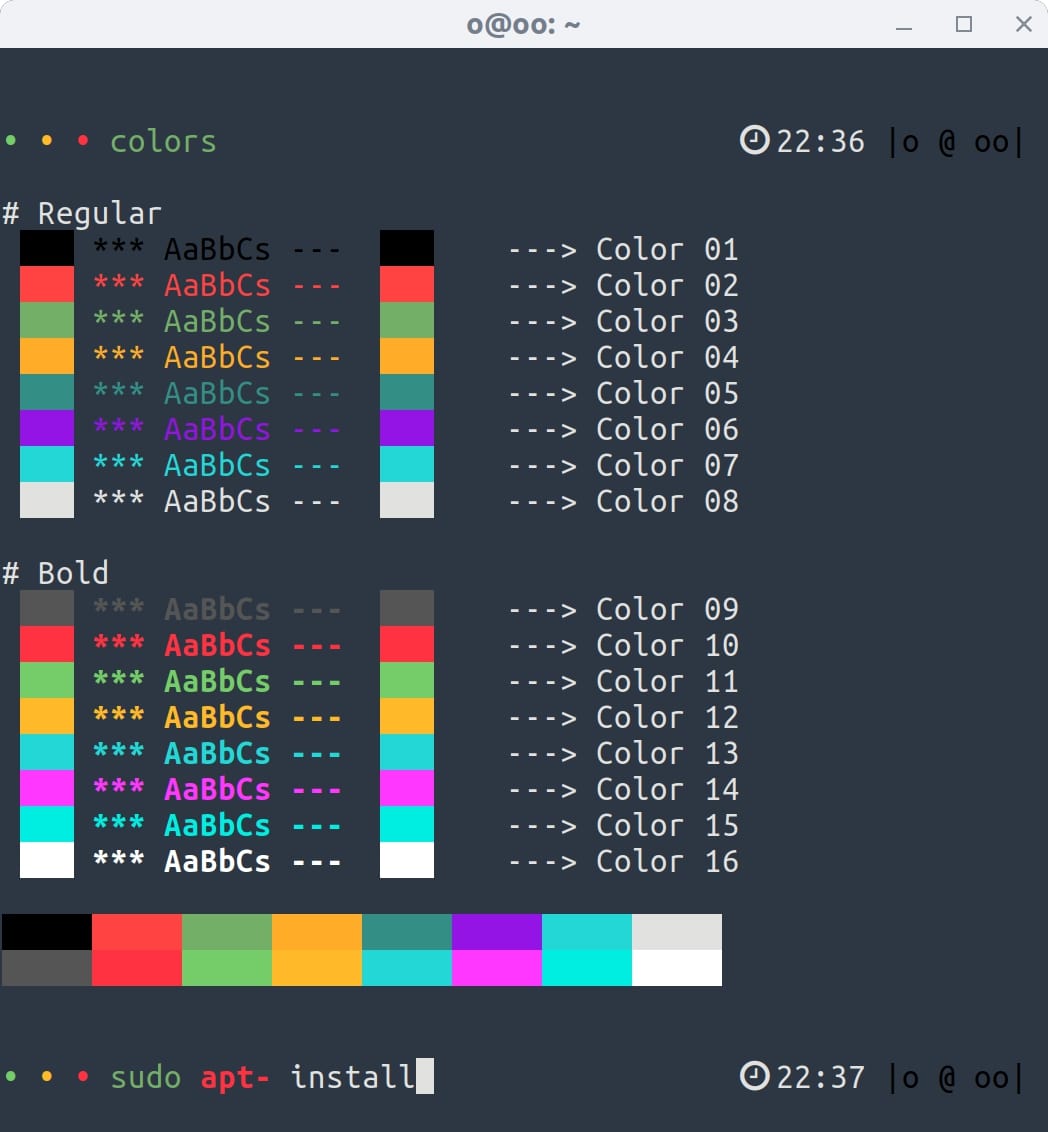 o@oo: ~
• • • colors 22:36 |o @ oo|
# Regular
*** AaBbCs --- ---> Color 01
*** AaBbCs --- ---> Color 02
*** AaBbCs --- ---> Color 03
*** AaBbCs --- ---> Color 04
*** AaBbCs --- ---> Color 05
*** AaBbCs --- ---> Color 06
*** AaBbCs --- ---> Color 07
*** AaBbCs --- ---> Color 08
# Bold
*** AaBbCs --- ---> Color 09
*** AaBbCs --- ---> Color 10
*** AaBbCs --- ---> Color 11
*** AaBbCs --- ---> Color 12
*** AaBbCs --- ---> Color 13
*** AaBbCs --- ---> Color 14
*** AaBbCs --- ---> Color 15
*** AaBbCs --- ---> Color 16
• • • sudo apt- install 22:37 |o @ oo|